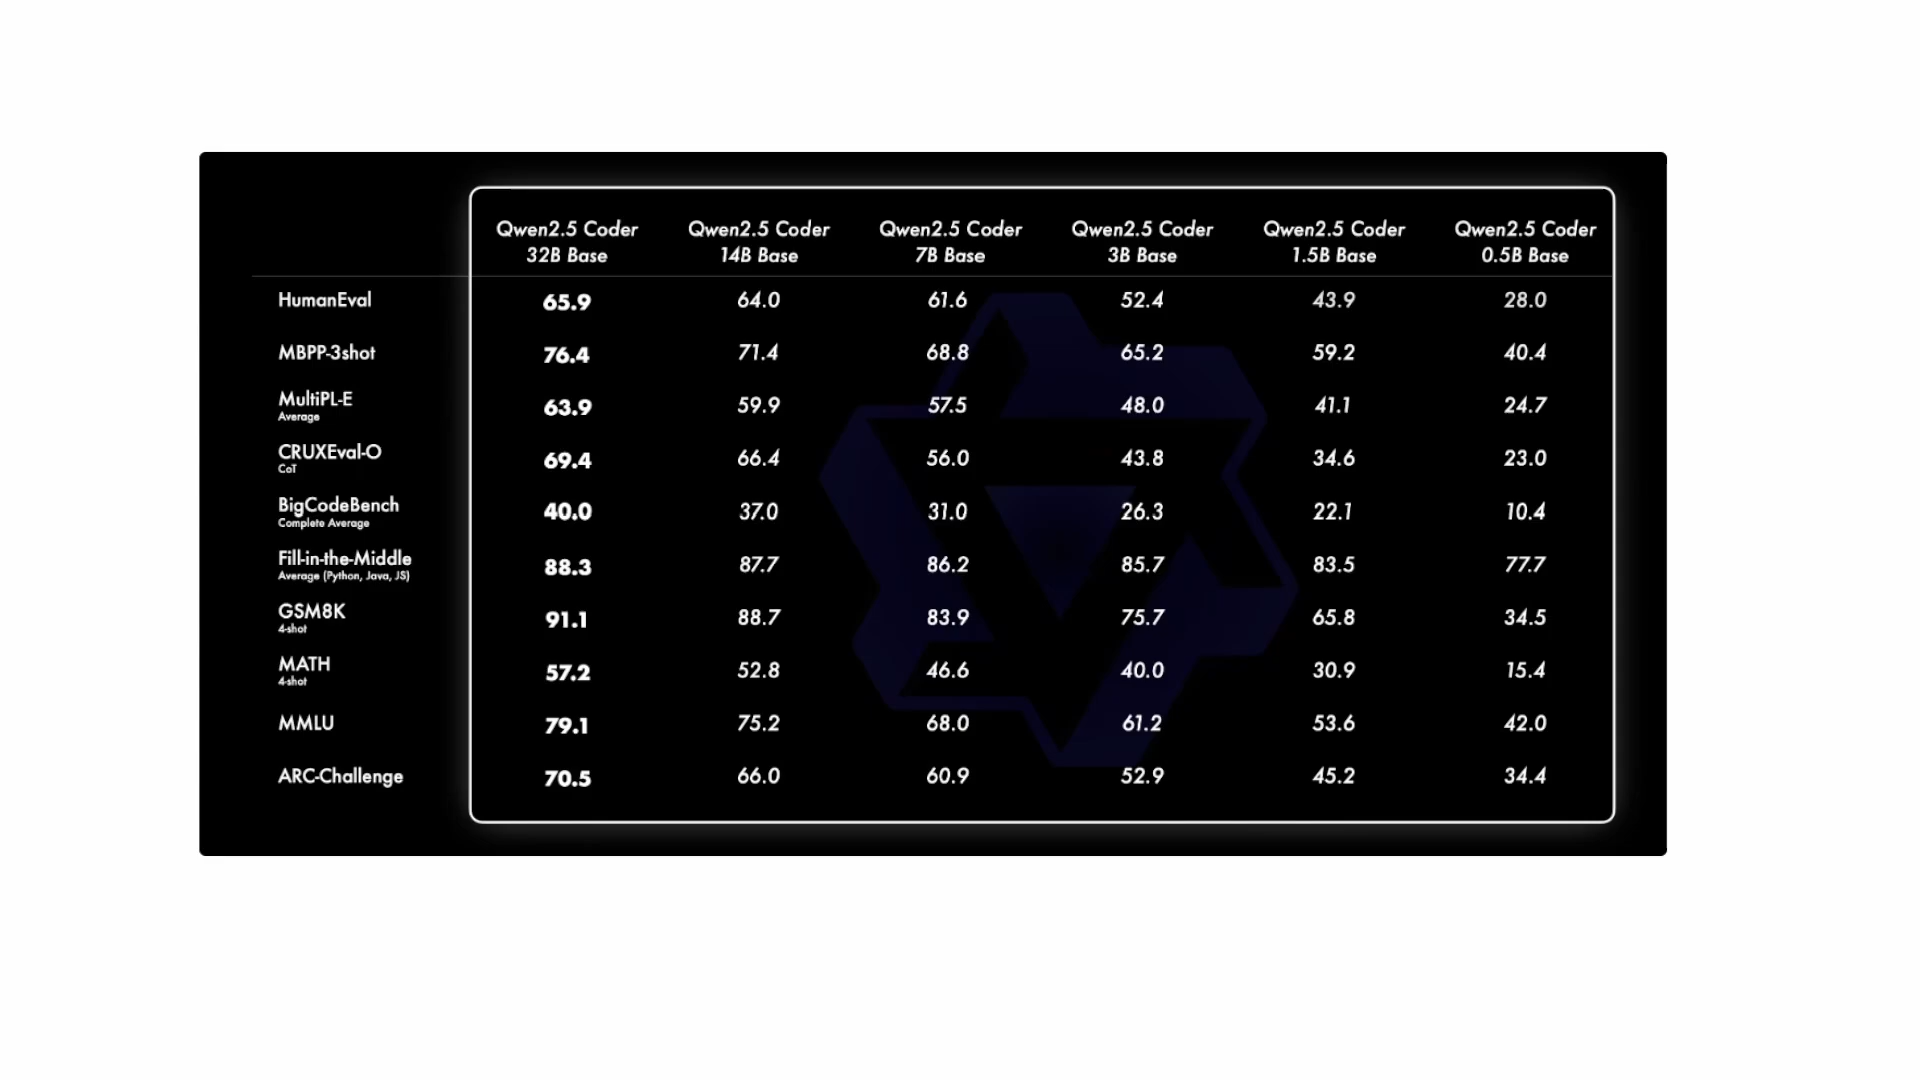 Qwen2.5 Coder Qwen2.5 Coder Qwen2.5 Coder Qwen2.5 Coder Qwen2.5 Coder Qwen2.5 Coder
32B Base 14B Base 7B Base 3B Base 1.5B Base 0.5B Base
HumanEval 65.9 64.0 61.6 52.4 43.9 28.0
MBPP-3shot 76.4 71.4 68.8 65.2 59.2 40.4
MultiPL-E 63.9 59.9 57.5 48.0 41.1 24.7
Average
CRUXEval-O 69.4 66.4 56.0 43.8 34.6 23.0
CoT
BigCodeBench 40.0 37.0 31.0 26.3 22.1 10.4
Complete Average
Fill-in-the-Middle 88.3 87.7 86.2 85.7 83.5 77.7
Average (Python, Java, JS)
GSM8K 91.1 88.7 83.9 75.7 65.8 34.5
4-shot
MATH 57.2 52.8 46.6 40.0 30.9 15.4
4-shot
MMLU 79.1 75.2 68.0 61.2 53.6 42.0
ARC-Challenge 70.5 66.0 60.9 52.9 45.2 34.4